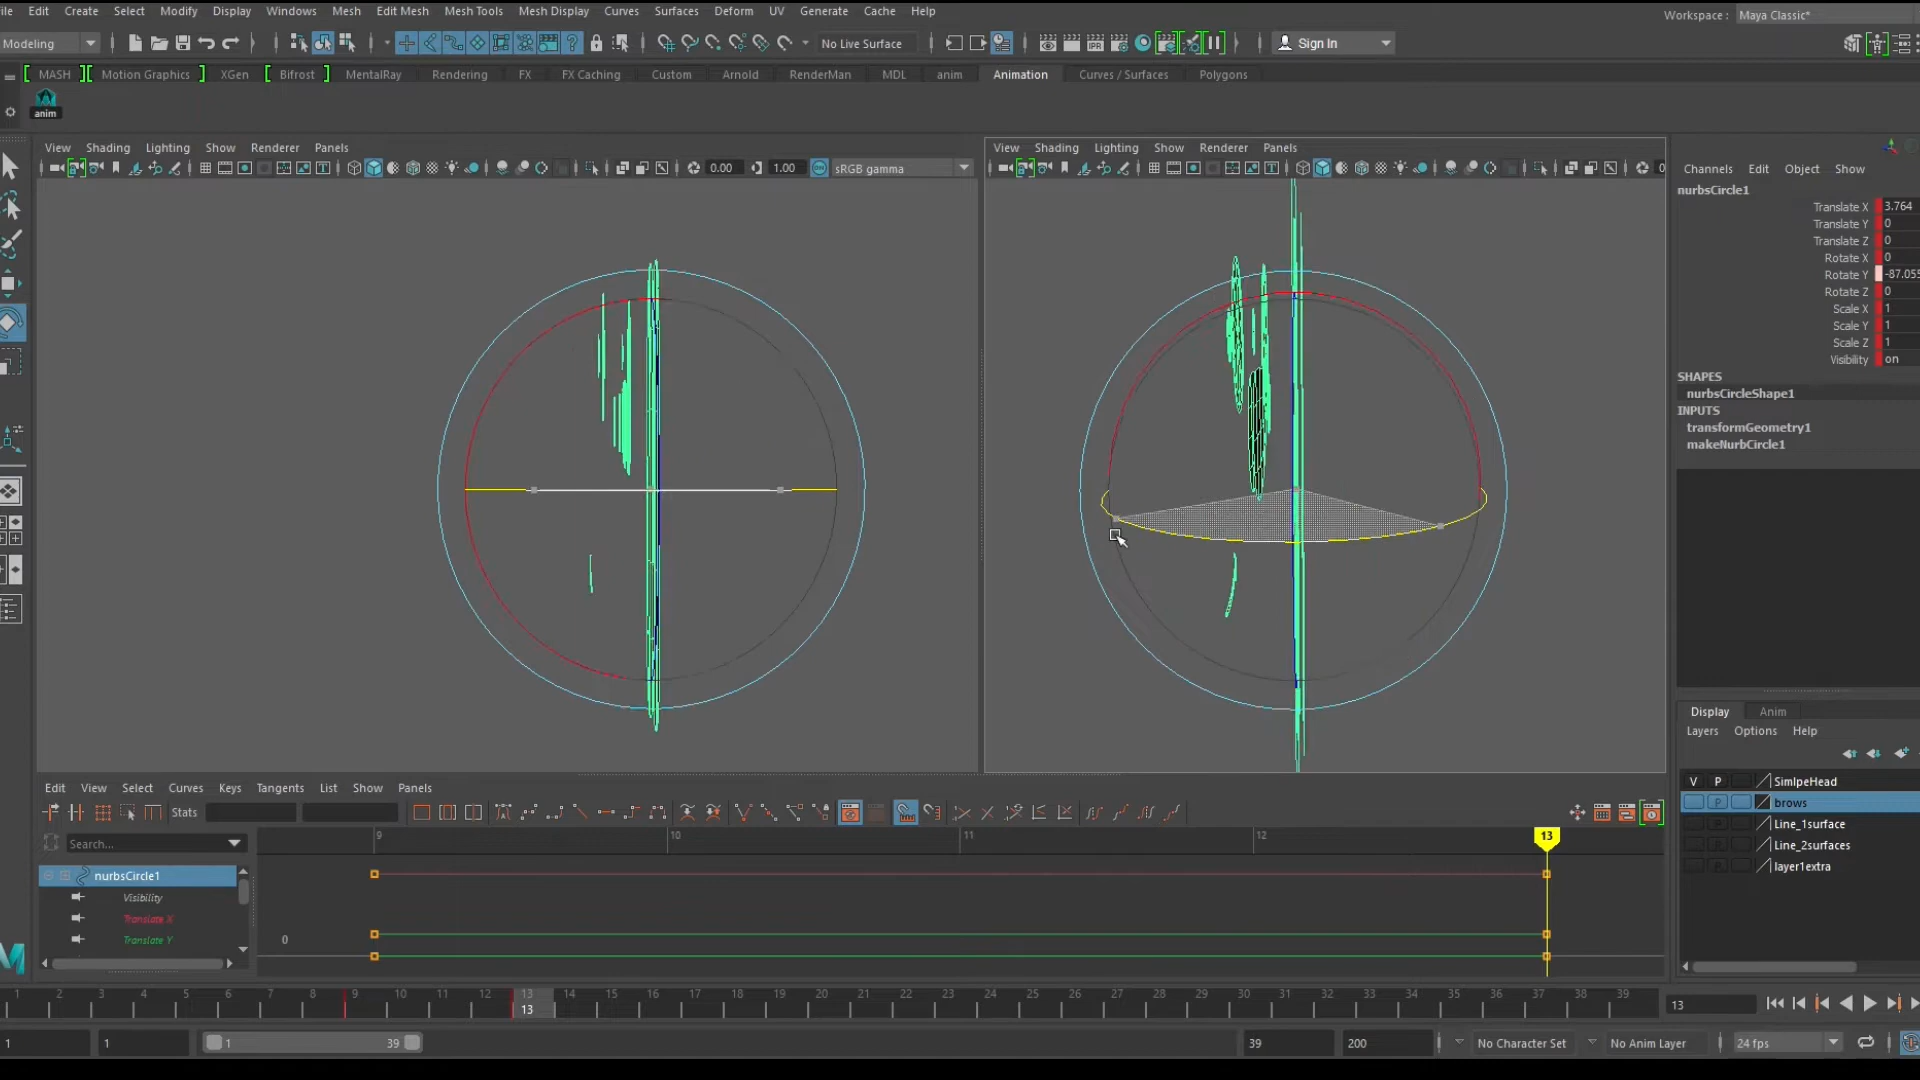 ile Edit Create Select Modify Display Windows Mesh Edit Mesh Mesh Tools Mesh Display Curves Surfaces Deform UV Generate Cache Help
Workspace : Maya Classic*
Modeling No Live Surface IPR Sign In
MASH Motion Graphics XGen Bifrost MentalRay Rendering FX FX Caching Custom Arnold RenderMan MDL anim Animation Curves / Surfaces Polygons
anim
View Shading Lighting Show Renderer Panels
0.00 1.00 sRGB gamma
View Shading Lighting Show Renderer Panels
0
Channels Edit Object Show
nurbsCircle1
Translate X 3.764
Translate Y 0
Translate Z 0
Rotate X 0
Rotate Y -87.055
Rotate Z 0
Scale X 1
Scale Y 1
Scale Z 1
Visibility on
SHAPES
nurbsCircleShape1
INPUTS
transformGeometry1
makeNurbCircle1
Display Anim
Layers Options Help
V P SimlpeHead
P brows
P Line_1surface
P Line_2surfaces
P layer1extra
Edit View Select Curves Keys Tangents List Show Panels
Stats
Search...
9 10 11 12 13
nurbsCircle1
Visibility
Translate X
Translate Y
0
1 2 3 4 5 6 7 8 9 10 11 12 13 14 15 16 17 18 19 20 21 22 23 24 25 26 27 28 29 30 31 32 33 34 35 36 37 38 39
13
13
1 1 1 39 39 200 No Character Set No Anim Layer 24 fps